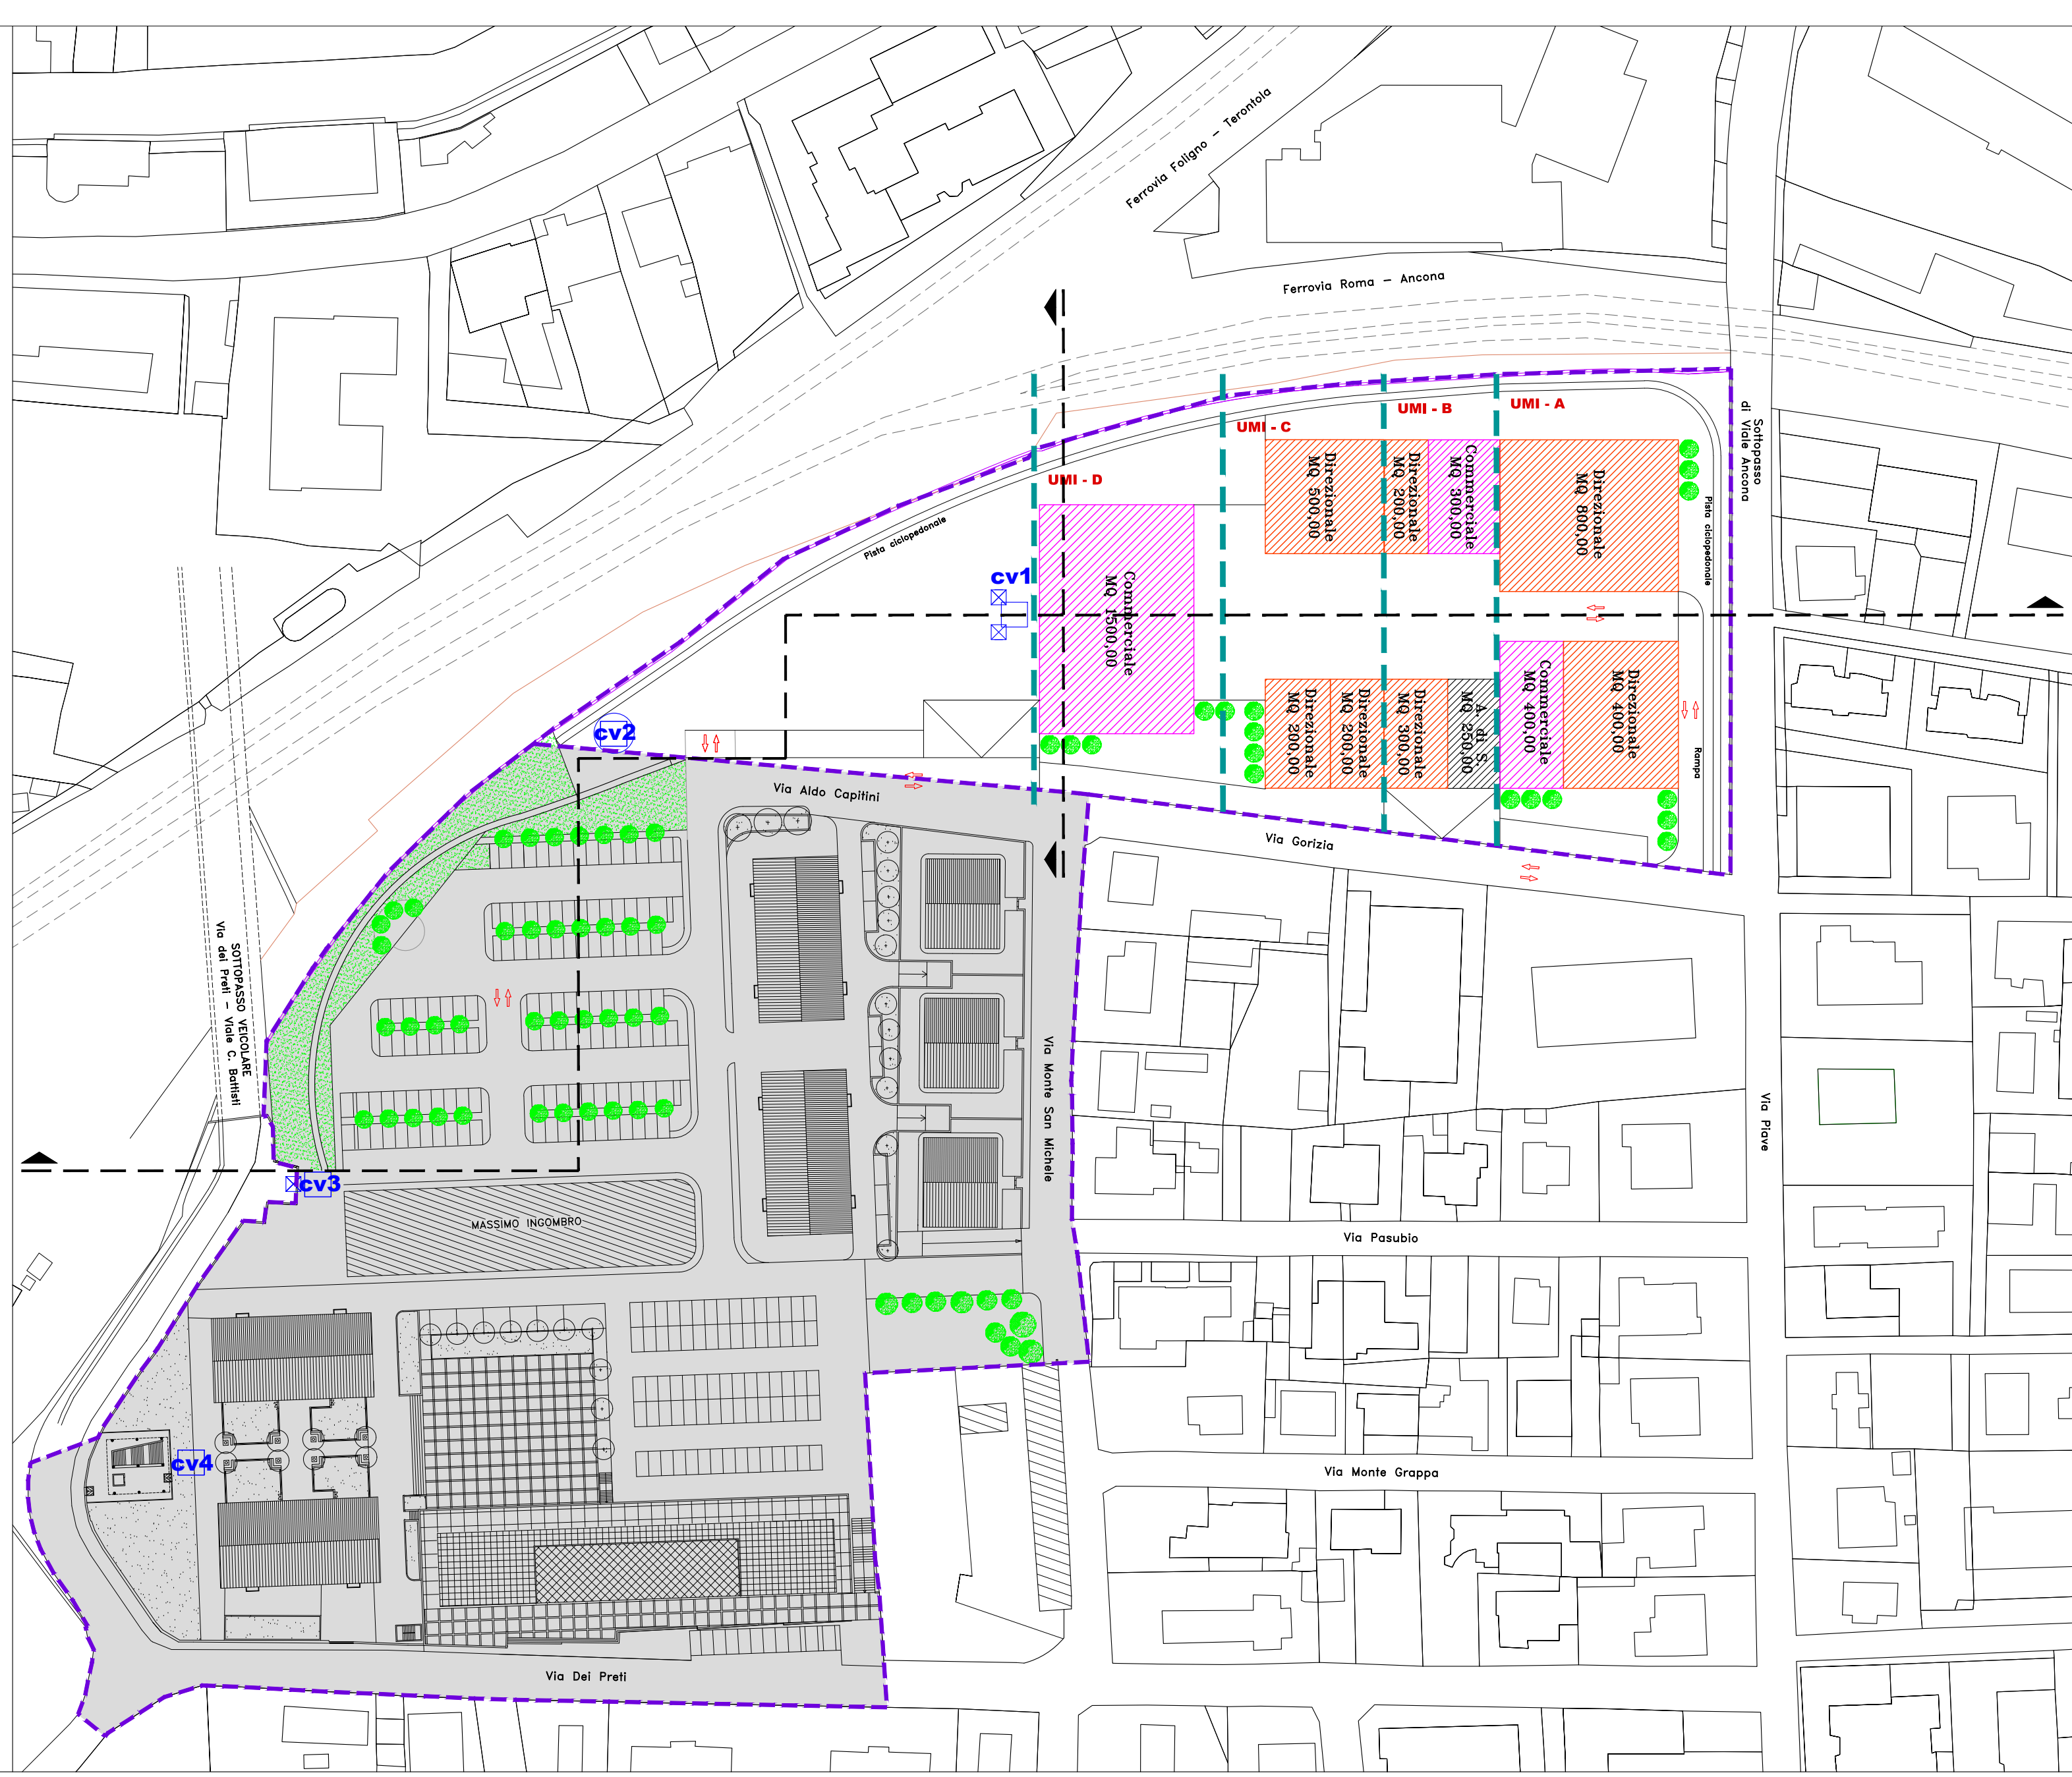 Ferrovia Foligno - Terontola
Ferrovia Roma - Ancona
UMI - A
UMI - B
UMI - C
UMI - D
Sottopasso
di Viale Ancona
Pista ciclopedonale
Pista ciclopedonale
Direzionale
MQ 500,00
Direzionale
MQ 200,00
Commerciale
MQ 300,00
Direzionale
MQ 800,00
Commerciale
MQ 1500,00
Direzionale
MQ 200,00
Direzionale
MQ 200,00
Direzionale
MQ 300,00
A. di S.
MQ 250,00
Commerciale
MQ 400,00
Direzionale
MQ 400,00
Rampa
cv1
cv2
Via Aldo Capitini
Via Gorizia
SOTTOPASSO VEICOLARE
Via dei Preti - Viale C. Battisti
Via Monte San Michele
Via Piave
cv3
MASSIMO INGOMBRO
Via Pasubio
cv4
Via Monte Grappa
Via Dei Preti